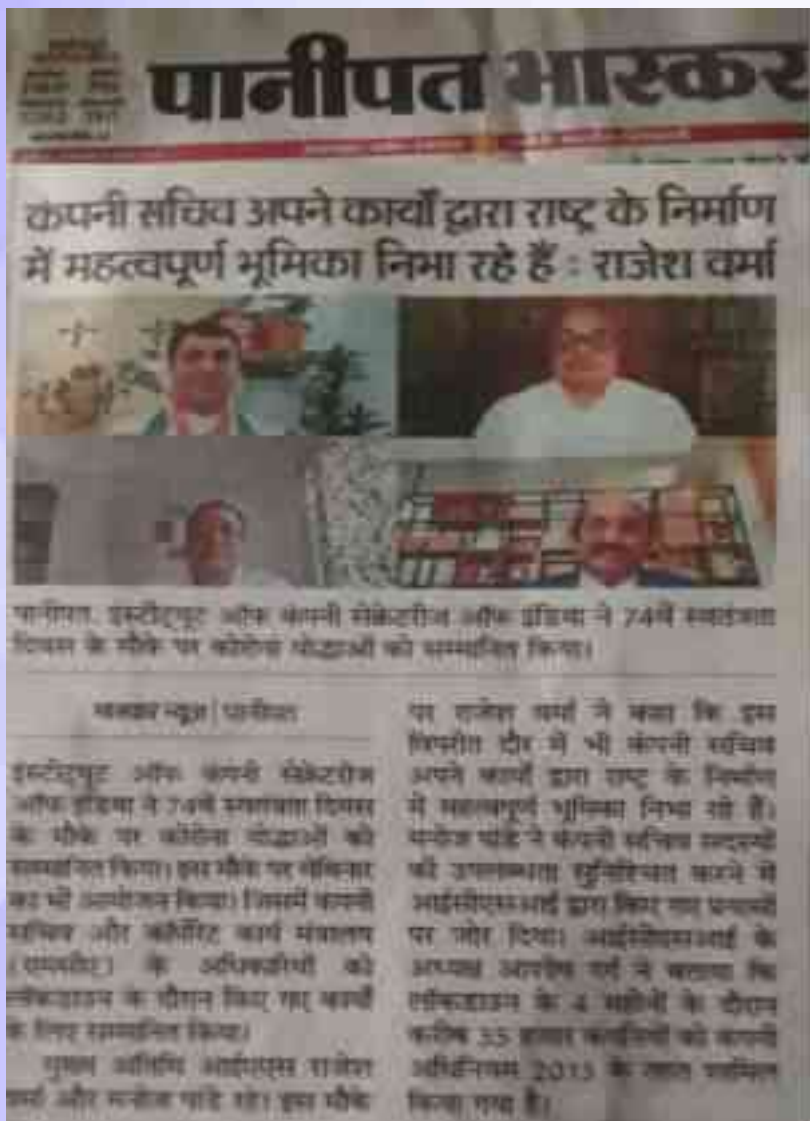 पानीपत भास्कर
कंपनी सचिव अपने कार्यों द्वारा राष्ट्र के निर्माण
में महत्वपूर्ण भूमिका निभा रहे हैं : राजेश वर्मा
पानीपत. इंस्टीट्यूट ऑफ कंपनी सेक्रेटरीज ऑफ इंडिया ने 74वें स्वतंत्रता
दिवस के मौके पर कोरोना योद्धाओं को सम्मानित किया।
भास्कर न्यूज | पानीपत
इंस्टीट्यूट ऑफ कंपनी सेक्रेटरीज
ऑफ इंडिया ने 74वें स्वतंत्रता दिवस
के मौके पर कोरोना योद्धाओं को
सम्मानित किया। इस मौके पर वेबिनार
का भी आयोजन किया। जिसमें कंपनी
सचिव और कॉर्पोरेट कार्य मंत्रालय
के अधिकारियों को
लॉकडाउन के दौरान किए गए कार्यों
के लिए सम्मानित किया।
मुख्य अतिथि आईएएस राजेश
वर्मा और मनोज पांडे रहे। इस मौके
पर राजेश वर्मा ने कहा कि इस
विपरीत दौर में भी कंपनी सचिव
अपने कार्यों द्वारा राष्ट्र के निर्माण
में महत्वपूर्ण भूमिका निभा रहे हैं।
मनोज पांडे ने कंपनी सचिव सदस्यों
की उपलब्धता सुनिश्चित करने में
आईसीएसआई द्वारा किए गए प्रयासों
पर जोर दिया। आईसीएसआई के
अध्यक्ष आशीष गर्ग ने बताया कि
लॉकडाउन के 4 महीनों के दौरान
करीब 35 हजार कंपनियों को कंपनी
अधिनियम 2013 के तहत शामिल
किया गया है।